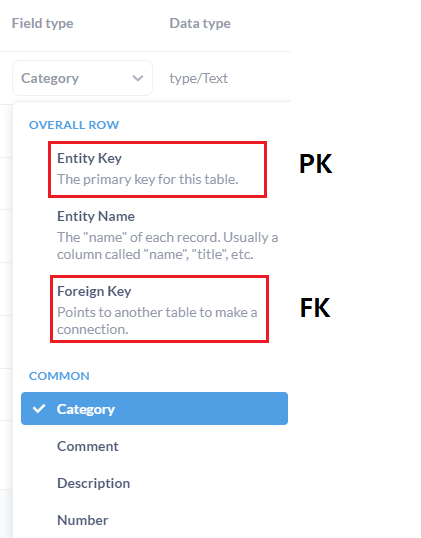 Field type Data type
Category type/Text
OVERALL ROW
Entity Key
The primary key for this table.
PK
Entity Name
The "name" of each record. Usually a
column called "name", "title", etc.
Foreign Key
Points to another table to make a
connection.
FK
COMMON
Category
Comment
Description
Number